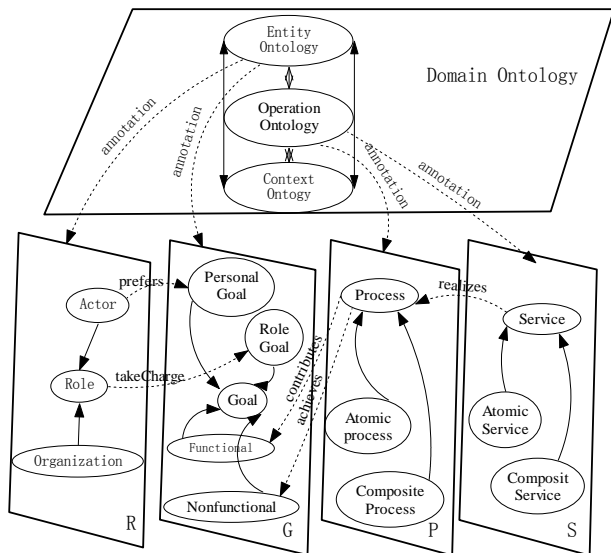 Entity
Ontology
Domain Ontology
Operation
Ontology
Context
Ontogy
annotation
annotation
annotation
annotation
prefers
Personal
Goal
Process
realizes
Actor
Service
Role
Goal
contributes
achieves
Role
takeCharge
Goal
Atomic
process
Atomic
Service
Functional
Organization
Composite
Process
Composit
Service
Nonfunctional
R
G
P
S